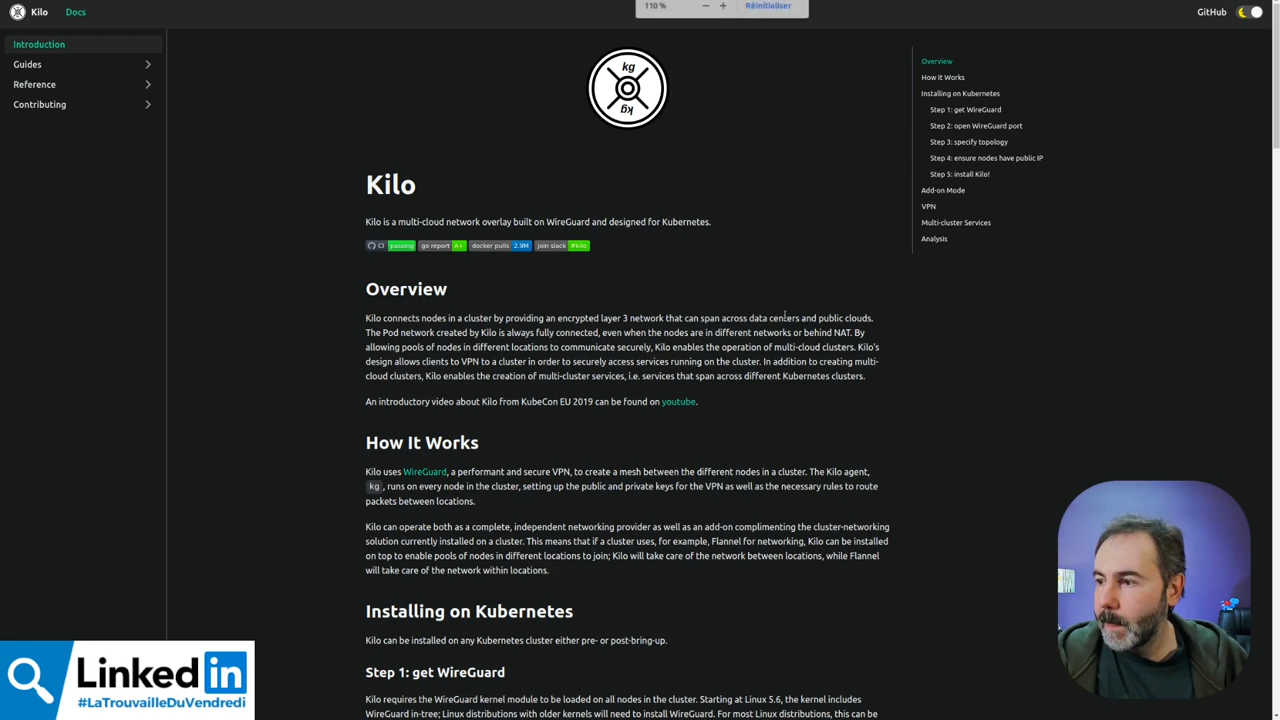 110 %
Réinitialiser
Kilo
Docs
GitHub
Introduction
Guides
Reference
Contributing
kg
kg
Overview
How It Works
Installing on Kubernetes
Step 1: get WireGuard
Step 2: open WireGuard port
Step 3: specify topology
Step 4: ensure nodes have public IP
Step 5: install Kilo!
Add-on Mode
VPN
Multi-cluster Services
Analysis
Kilo
Kilo is a multi-cloud network overlay built on WireGuard and designed for Kubernetes.
CI passing go report A+ docker pulls 2.9M join slack #kilo
Overview
Kilo connects nodes in a cluster by providing an encrypted layer 3 network that can span across data centers and public clouds.
The Pod network created by Kilo is always fully connected, even when the nodes are in different networks or behind NAT. By
allowing pools of nodes in different locations to communicate securely, Kilo enables the operation of multi-cloud clusters. Kilo's
design allows clients to VPN to a cluster in order to securely access services running on the cluster. In addition to creating multi-
cloud clusters, Kilo enables the creation of multi-cluster services, i.e. services that span across different Kubernetes clusters.
An introductory video about Kilo from KubeCon EU 2019 can be found on youtube.
How It Works
Kilo uses WireGuard, a performant and secure VPN, to create a mesh between the different nodes in a cluster. The Kilo agent,
kg, runs on every node in the cluster, setting up the public and private keys for the VPN as well as the necessary rules to route
packets between locations.
Kilo can operate both as a complete, independent networking provider as well as an add-on complimenting the cluster-networking
solution currently installed on a cluster. This means that if a cluster uses, for example, Flannel for networking, Kilo can be installed
on top to enable pools of nodes in different locations to join; Kilo will take care of the network between locations, while Flannel
will take care of the network within locations.
Installing on Kubernetes
Kilo can be installed on any Kubernetes cluster either pre- or post-bring-up.
Step 1: get WireGuard
Kilo requires the WireGuard kernel module to be loaded on all nodes in the cluster. Starting at Linux 5.6, the kernel includes
WireGuard in-tree; Linux distributions with older kernels will need to install WireGuard. For most Linux distributions, this can be
Linked in
#LaTrouvailleDuVendredi